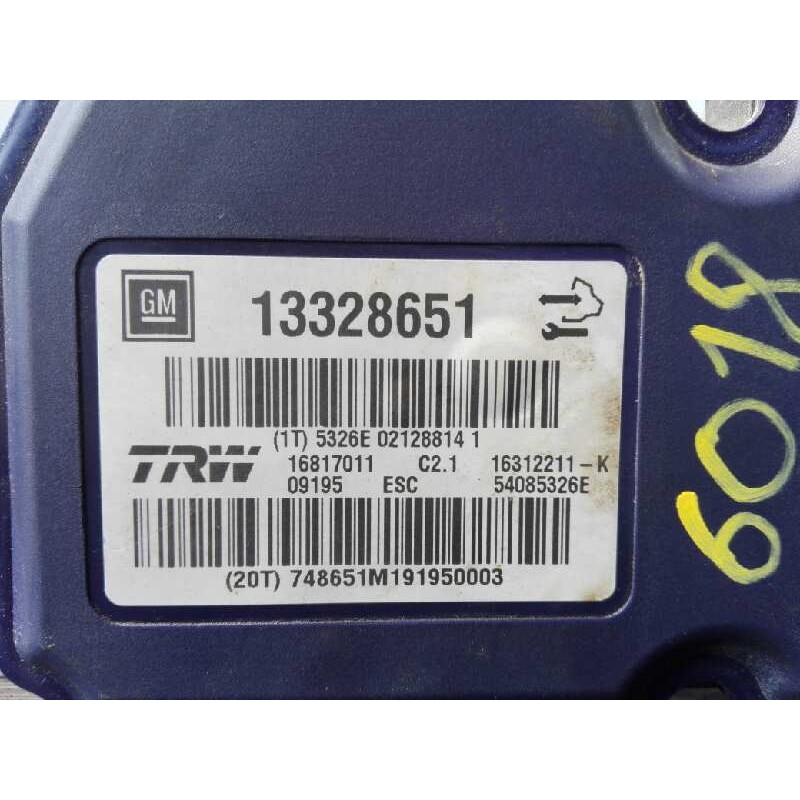 GM 13328651
(1T) 5326E 02128814 1
TRW 16817011 C2.1 16312211-K
09195 ESC 54085326E
(20T) 748651M191950003
6018